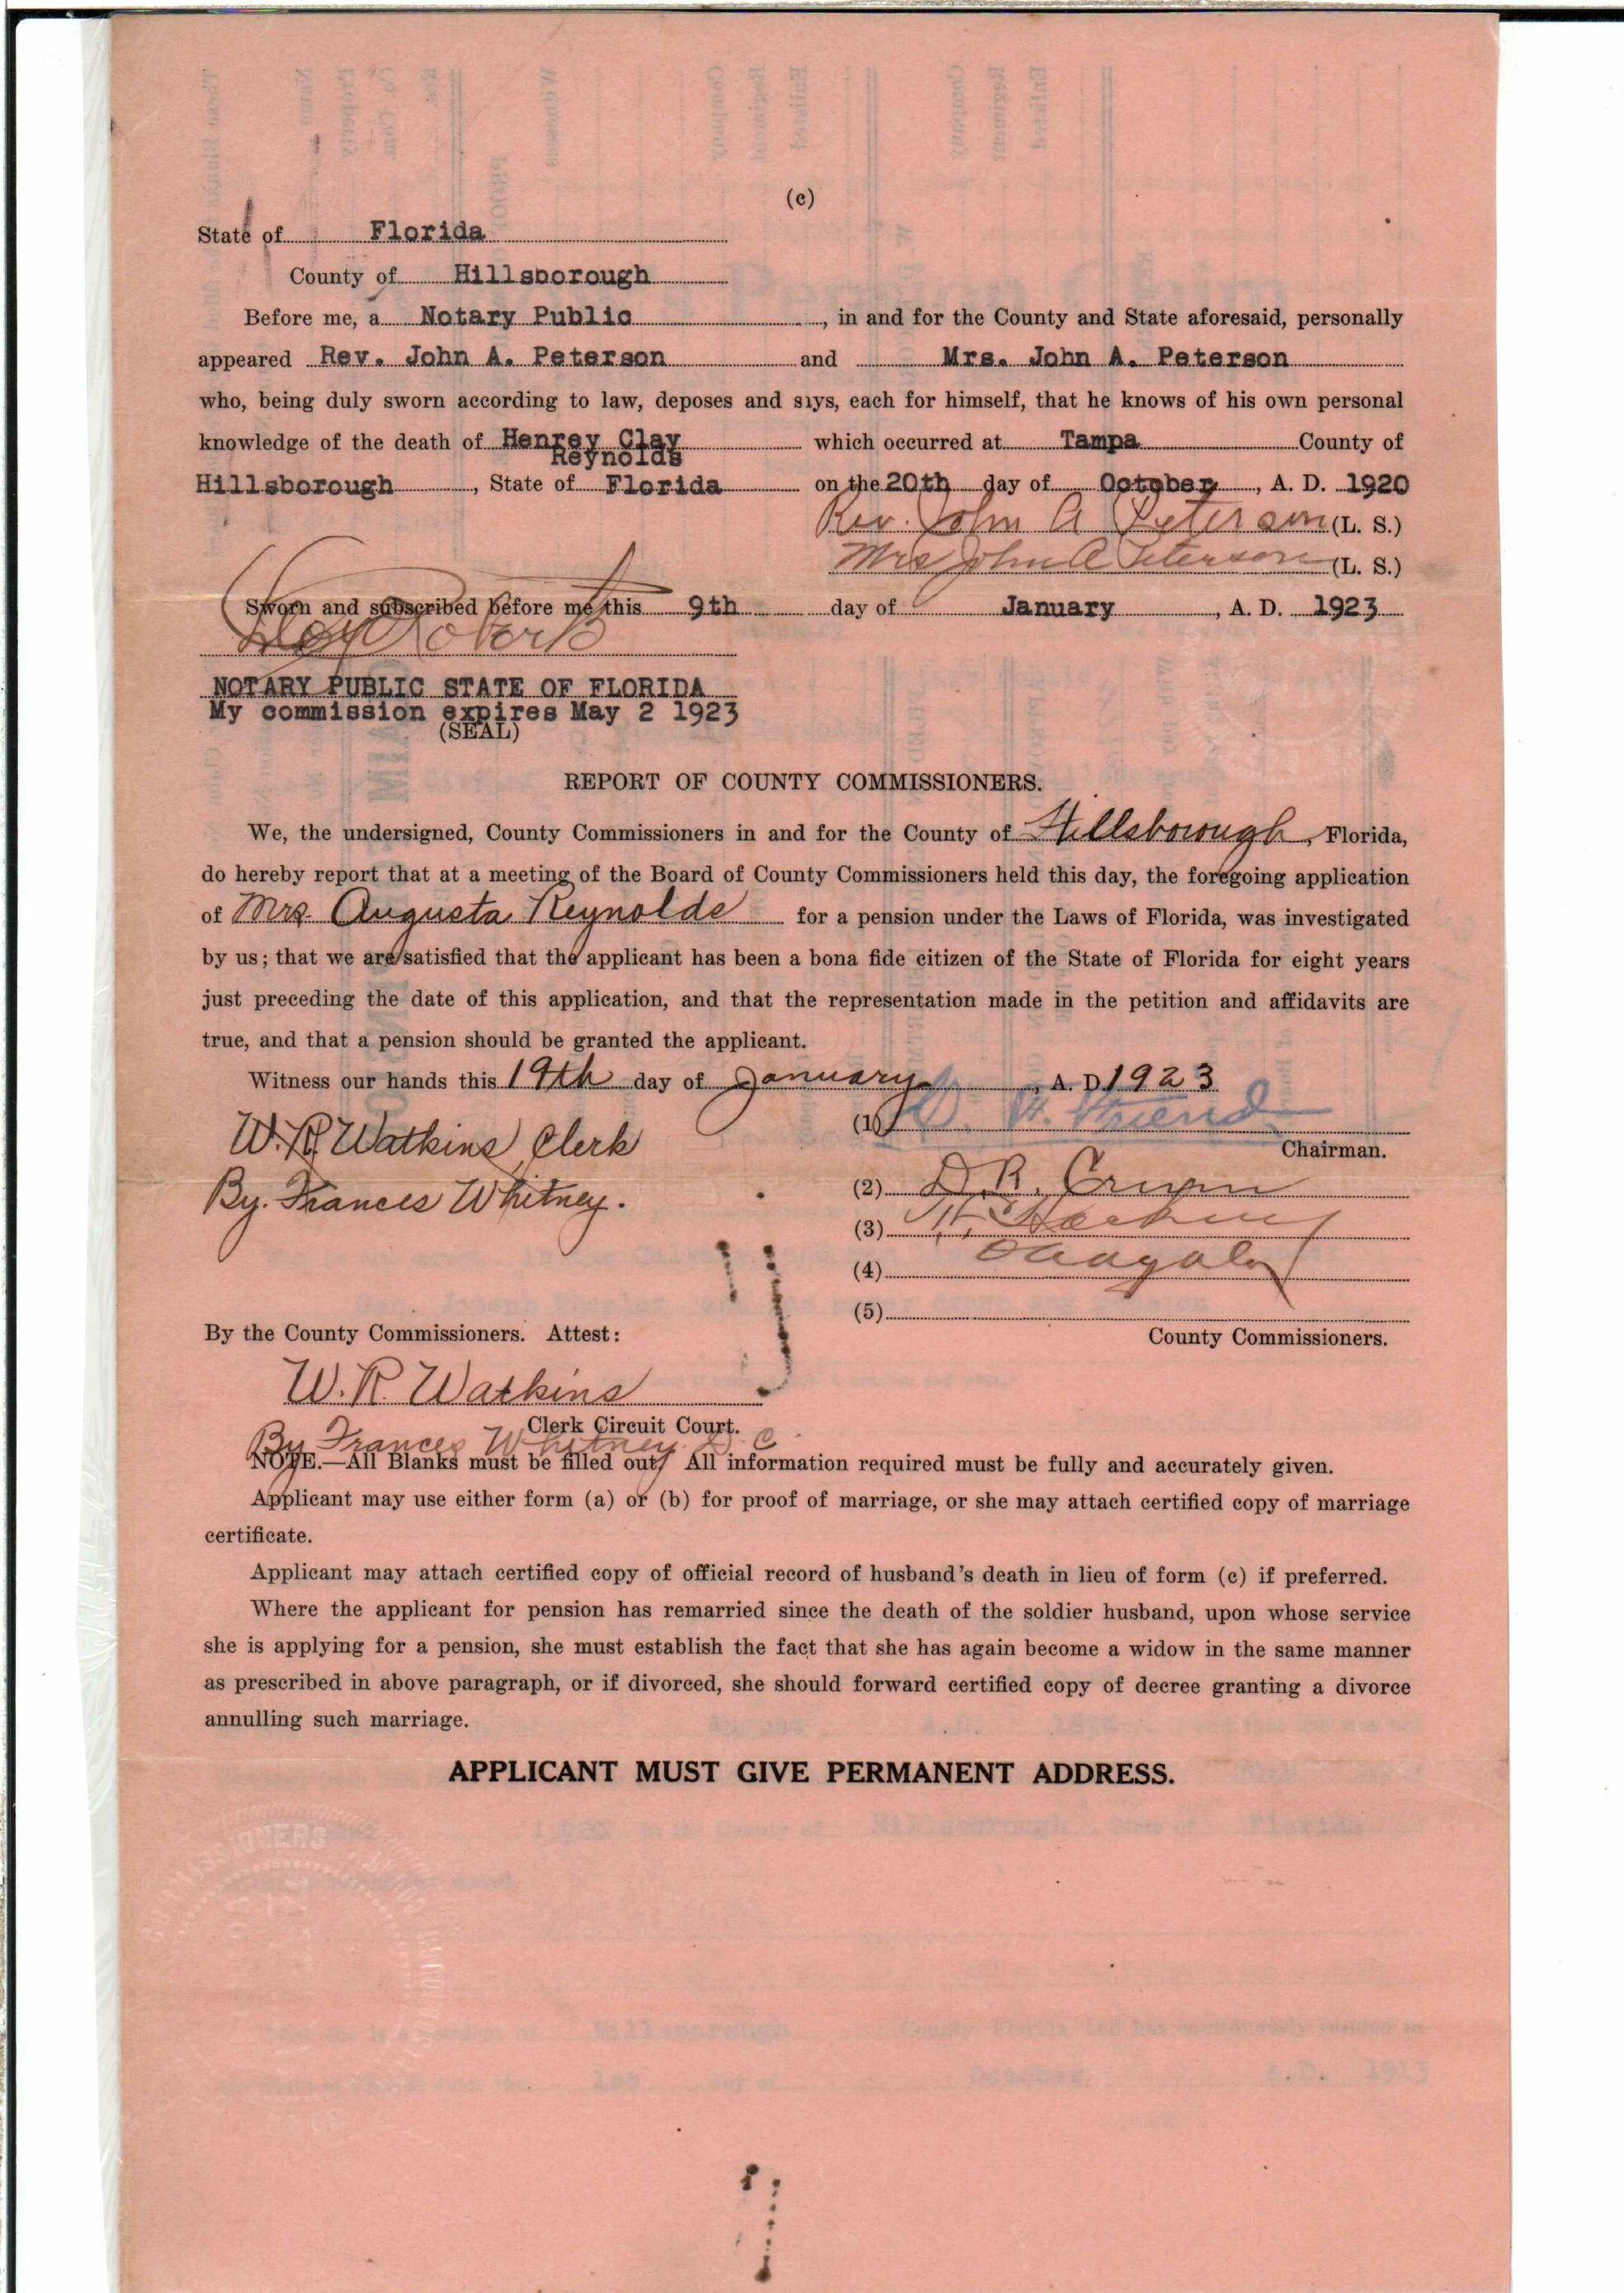 (c)
State of Florida
County of Hillsborough
Before me, a Notary Public, in and for the County and State aforesaid, personally
appeared Rev. John A. Peterson and Mrs. John A. Peterson
who, being duly sworn according to law, deposes and says, each for himself, that he knows of his own personal
knowledge of the death of Henrey Clay which occurred at Tampa County of
Reynolds
Hillsborough, State of Florida on the 20th day of October, A. D. 1920
Rev. John A Peterson (L. S.)
Mrs John A Peterson (L. S.)
Sworn and subscribed before me this 9th day of January, A. D. 1923
Roberts
NOTARY PUBLIC STATE OF FLORIDA
My commission expires May 2 1923
(SEAL)
REPORT OF COUNTY COMMISSIONERS.
We, the undersigned, County Commissioners in and for the County of Hillsborough, Florida,
do hereby report that at a meeting of the Board of County Commissioners held this day, the foregoing application
of Mrs. Augusta Reynolds for a pension under the Laws of Florida, was investigated
by us; that we are satisfied that the applicant has been a bona fide citizen of the State of Florida for eight years
just preceding the date of this application, and that the representation made in the petition and affidavits are
true, and that a pension should be granted the applicant.
Witness our hands this 19th day of January, A. D. 1923
W. R. Watkins, Clerk
(1) Friend
Chairman.
By. Frances Whitney.
(2) D. R.
(3)
(4)
(5)
By the County Commissioners. Attest:
County Commissioners.
W. R. Watkins
Clerk Circuit Court.
By Frances Whitney D. C.
NOTE.—All Blanks must be filled out. All information required must be fully and accurately given.
Applicant may use either form (a) or (b) for proof of marriage, or she may attach certified copy of marriage
certificate.
Applicant may attach certified copy of official record of husband's death in lieu of form (c) if preferred.
Where the applicant for pension has remarried since the death of the soldier husband, upon whose service
she is applying for a pension, she must establish the fact that she has again become a widow in the same manner
as prescribed in above paragraph, or if divorced, she should forward certified copy of decree granting a divorce
annulling such marriage.
APPLICANT MUST GIVE PERMANENT ADDRESS.